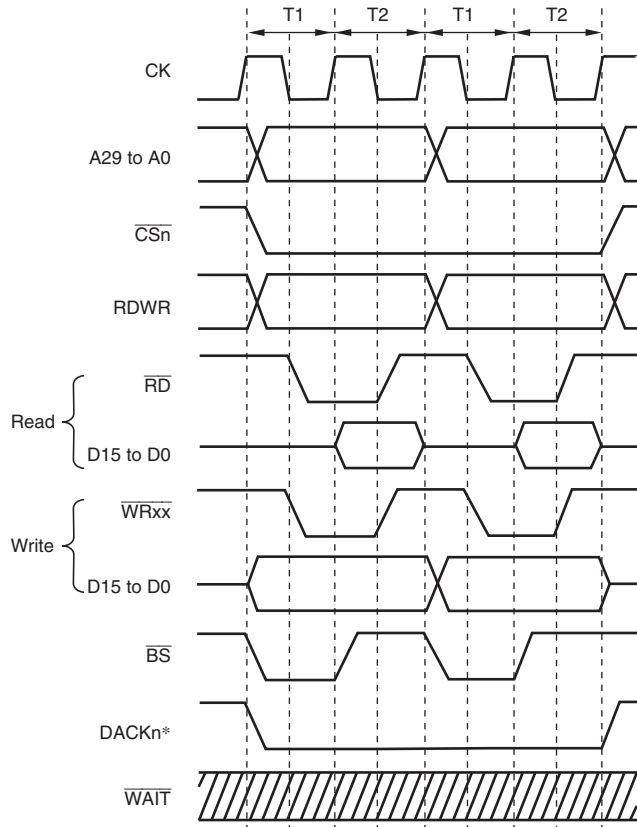 T1 T2 T1 T2
CK
A29 to A0
CSn
RDWR
RD
Read
D15 to D0
WRxx
Write
D15 to D0
BS
DACKn*
WAIT